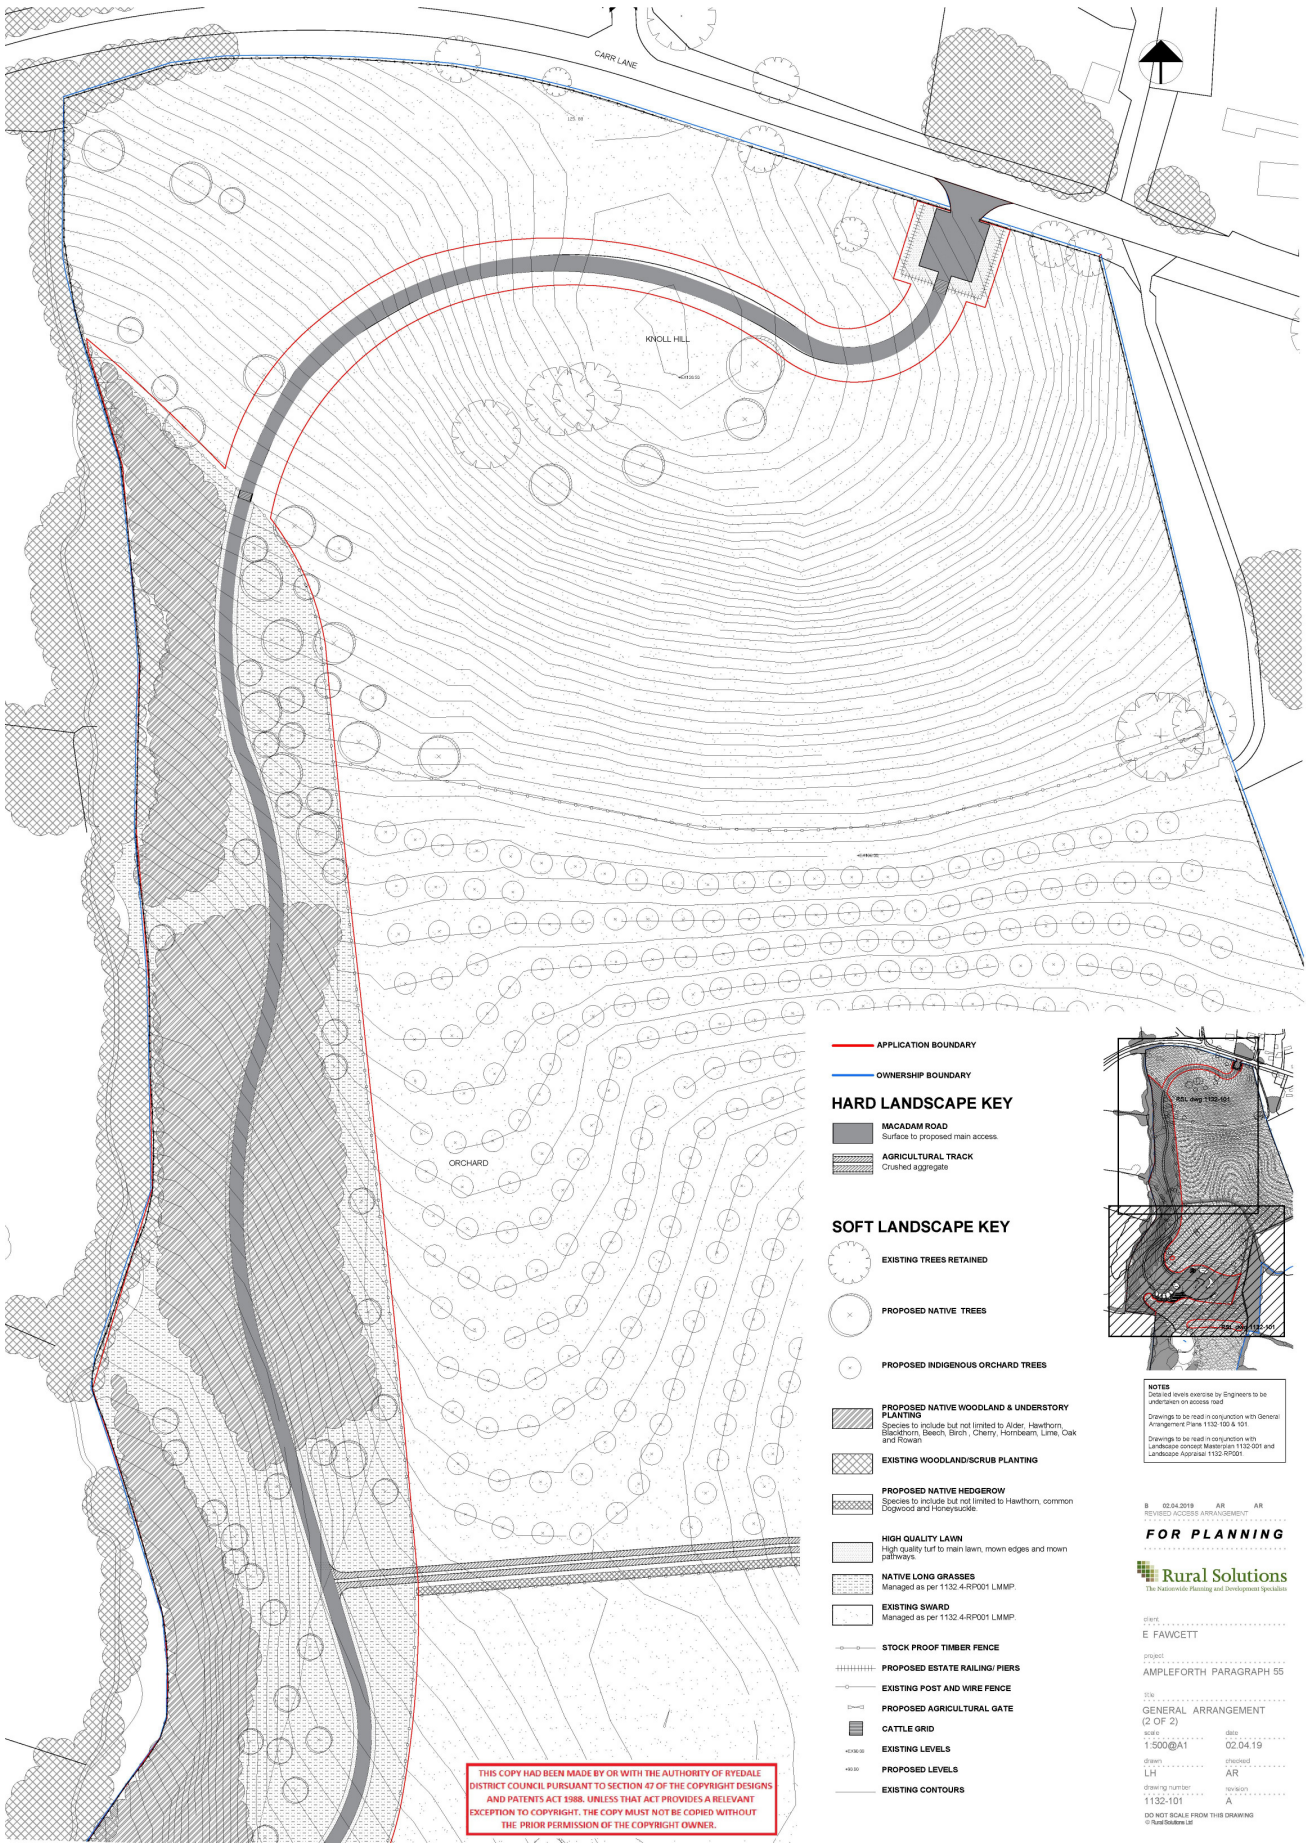 CARR LANE
KNOLL HILL
ORCHARD
APPLICATION BOUNDARY
OWNERSHIP BOUNDARY
HARD LANDSCAPE KEY
MACADAM ROAD
Surface to proposed main access.
AGRICULTURAL TRACK
Crushed aggregate
SOFT LANDSCAPE KEY
EXISTING TREES RETAINED
PROPOSED NATIVE TREES
PROPOSED INDIGENOUS ORCHARD TREES
PROPOSED NATIVE WOODLAND & UNDERSTORY
PLANTING
Species to include but not limited to Alder, Hawthorn,
Blackthorn, Beech, Birch , Cherry, Hornbeam, Lime, Oak
and Rowan
EXISTING WOODLAND/SCRUB PLANTING
PROPOSED NATIVE HEDGEROW
Species to include but not limited to Hawthorn, common
Dogwood and Honeysuckle.
HIGH QUALITY LAWN
High quality turf to main lawn, mown edges and mown
pathways.
NATIVE LONG GRASSES
Managed as per 1132.4-RP001 LMMP.
EXISTING SWARD
Managed as per 1132.4-RP001 LMMP.
STOCK PROOF TIMBER FENCE
PROPOSED ESTATE RAILING/ PIERS
EXISTING POST AND WIRE FENCE
PROPOSED AGRICULTURAL GATE
CATTLE GRID
EXISTING LEVELS
PROPOSED LEVELS
EXISTING CONTOURS
RSL dwg 1132-101
RSL dwg 1132-101
NOTES
Detailed levels exercise by Engineers to be
undertaken on access road
Drawings to be read in conjunction with General
Arrangement Plans 1132-100 & 101.
Drawings to be read in conjunction with
Landscape concept Masterplan 1132-001 and
Landscape Appraisal 1132-RP001.
B 02.04.2019 AR AR
REVISED ACCESS ARRANGEMENT
FOR PLANNING
Rural Solutions
The Nationwide Planning and Development Specialists
client
E FAWCETT
project
AMPLEFORTH PARAGRAPH 55
title
GENERAL ARRANGEMENT
(2 OF 2)
scale date
1:500@A1 02.04.19
drawn checked
LH AR
drawing number revision
1132-101 A
DO NOT SCALE FROM THIS DRAWING
© Rural Solutions Ltd
THIS COPY HAD BEEN MADE BY OR WITH THE AUTHORITY OF RYEDALE
DISTRICT COUNCIL PURSUANT TO SECTION 47 OF THE COPYRIGHT DESIGNS
AND PATENTS ACT 1988. UNLESS THAT ACT PROVIDES A RELEVANT
EXCEPTION TO COPYRIGHT. THE COPY MUST NOT BE COPIED WITHOUT
THE PRIOR PERMISSION OF THE COPYRIGHT OWNER.